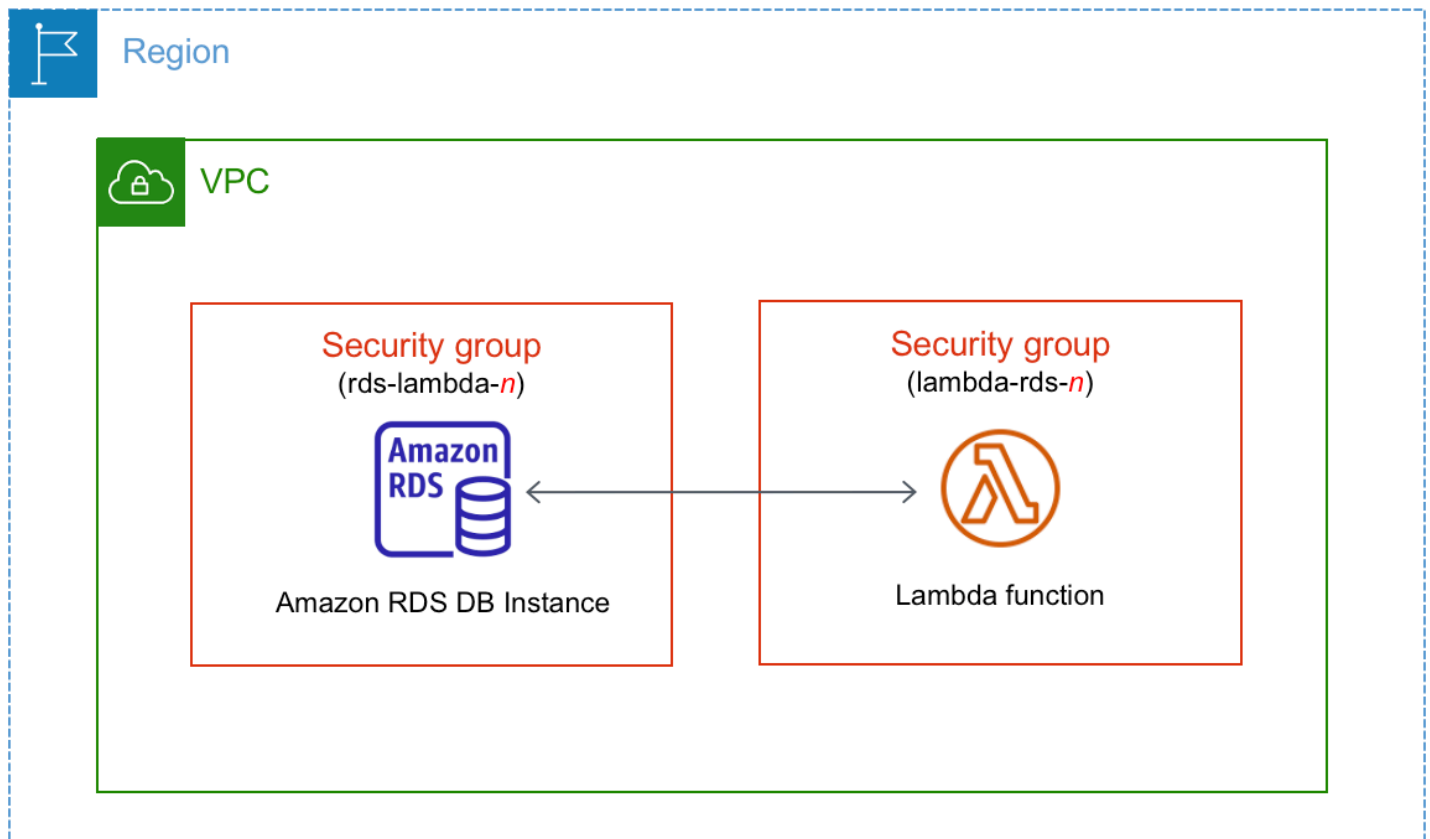 Region
VPC
Security group
(rds-lambda-n)
Amazon
RDS
Amazon RDS DB Instance
Security group
(lambda-rds-n)
Lambda function